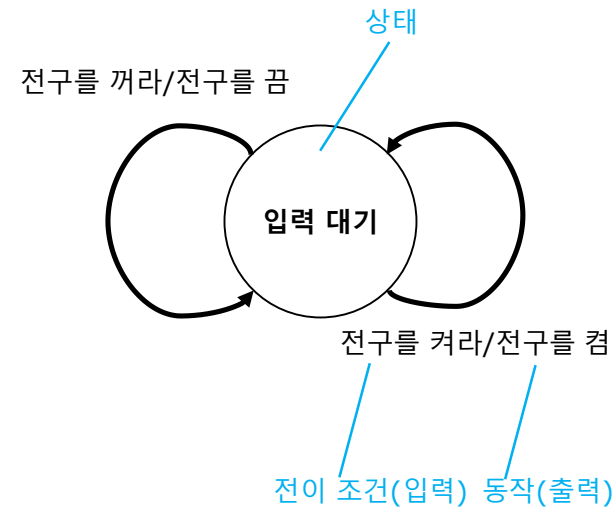 상태
전구를 꺼라/전구를 끔
입력 대기
전구를 켜라/전구를 켬
전이 조건(입력) 동작(출력)